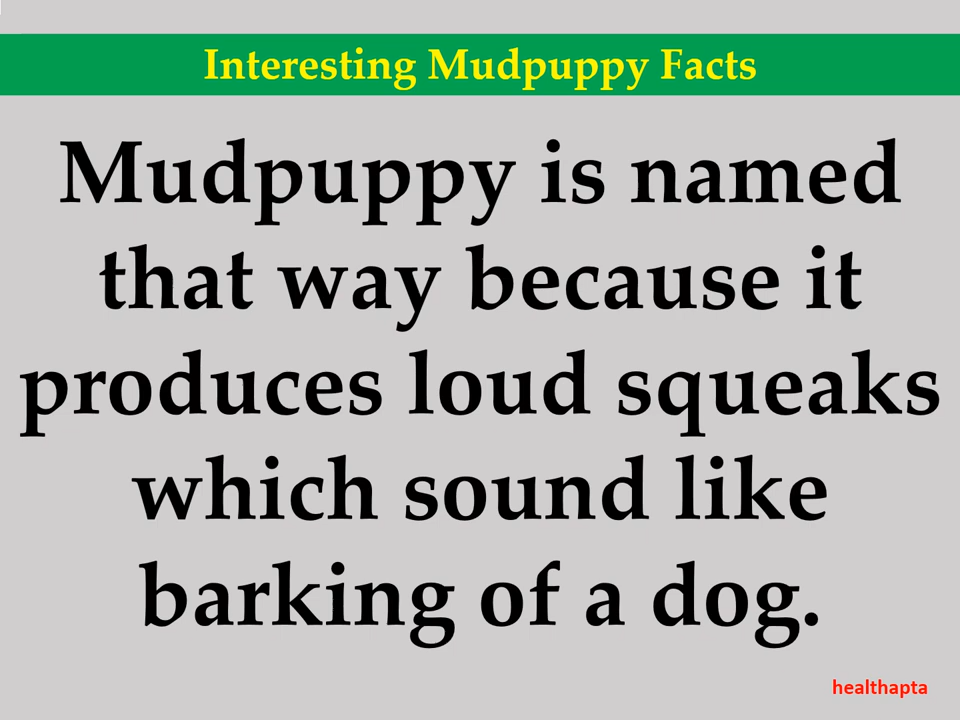 Interesting Mudpuppy Facts
Mudpuppy is named
that way because it
produces loud squeaks
which sound like
barking of a dog.
healthapta